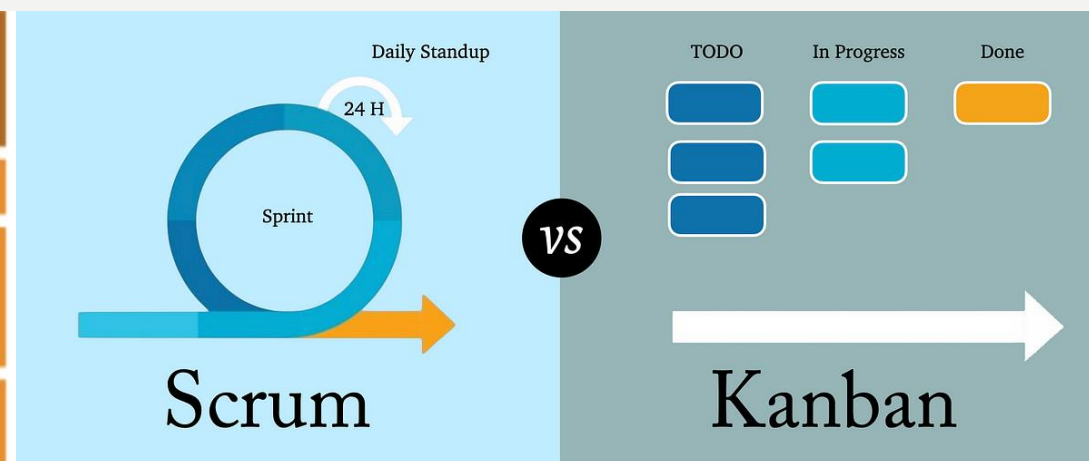 Daily Standup
24 H
Sprint
Scrum
vs
TODO
In Progress
Done
Kanban